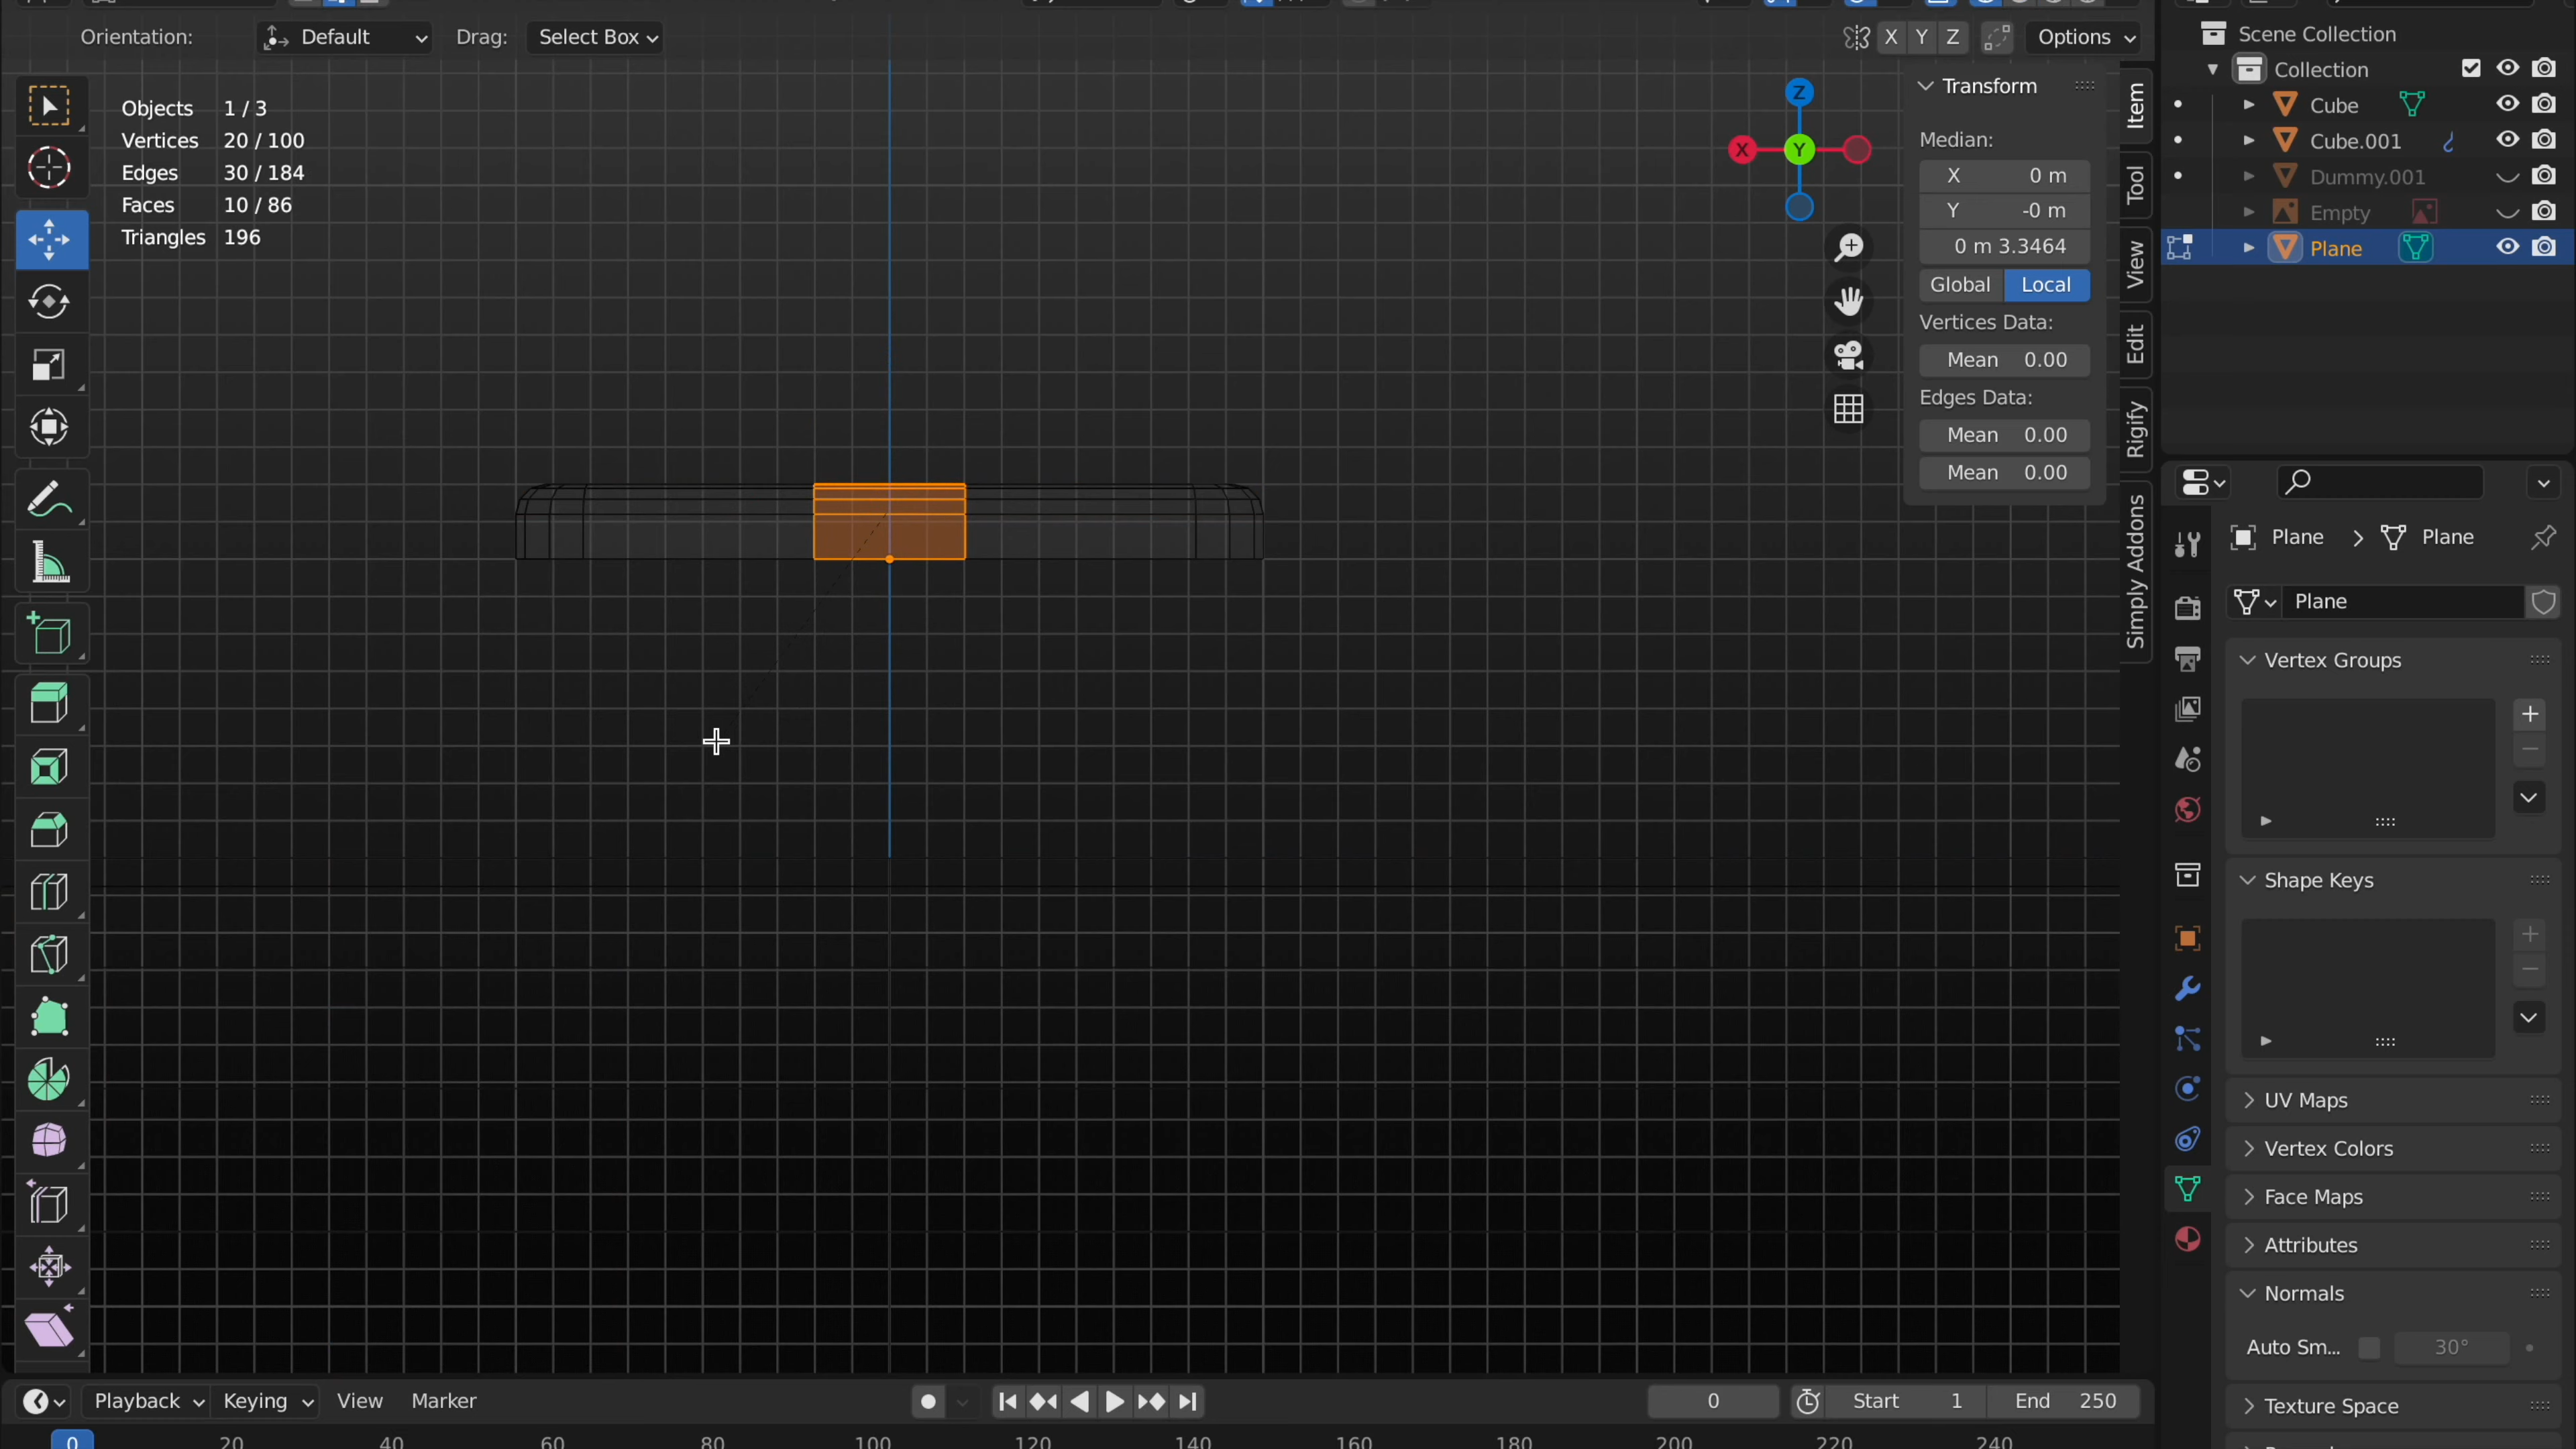 Orientation: Default Drag: Select Box
X Y Z Options
Objects 1 / 3
Vertices 20 / 100
Edges 30 / 184
Faces 10 / 86
Triangles 196
Z
X
Y
Transform
Median:
X 0 m
Y -0 m
0 m 3.3464
Global Local
Vertices Data:
Mean 0.00
Edges Data:
Mean 0.00
Mean 0.00
Item
Tool
View
Edit
Rigify
Simply Addons
Scene Collection
Collection
Cube
Cube.001
Dummy.001
Empty
Plane
Plane > Plane
Plane
Vertex Groups
Shape Keys
UV Maps
Vertex Colors
Face Maps
Attributes
Normals
Auto Sm... 30°
Texture Space
Playback Keying View Marker
0 Start 1 End 250
0 20 40 60 80 100 120 140 160 180 200 220 240